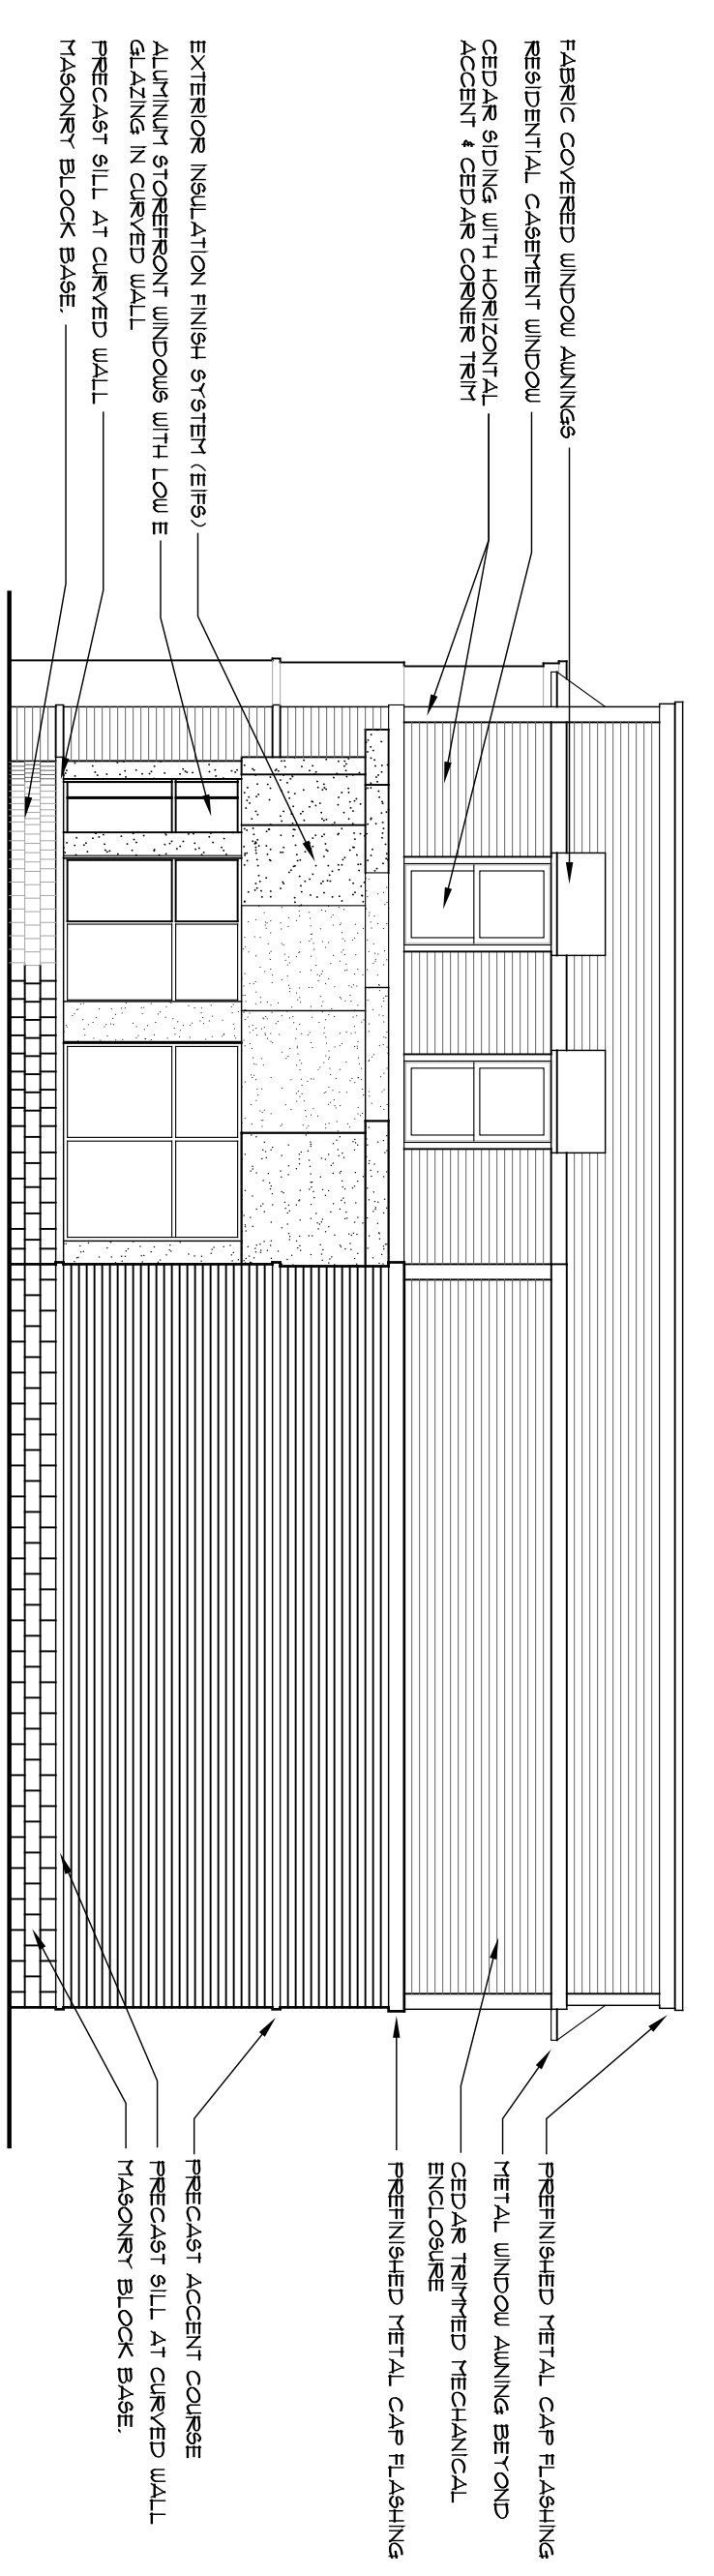 FABRIC COVERED WINDOW AWNINGS
RESIDENTIAL CASEMENT WINDOW
CEDAR SIDING WITH HORIZONTAL
ACCENT & CEDAR CORNER TRIM
EXTERIOR INSULATION FINISH SYSTEM (EIFS)
ALUMINUM STOREFRONT WINDOWS WITH LOW E
GLAZING IN CURVED WALL
PRECAST SILL AT CURVED WALL
MASONRY BLOCK BASE.
PREFINISHED METAL CAP FLASHING
METAL WINDOW AWNING BEYOND
CEDAR TRIMMED MECHANICAL
ENCLOSURE
PREFINISHED METAL CAP FLASHING
PRECAST ACCENT COURSE
PRECAST SILL AT CURVED WALL
MASONRY BLOCK BASE.